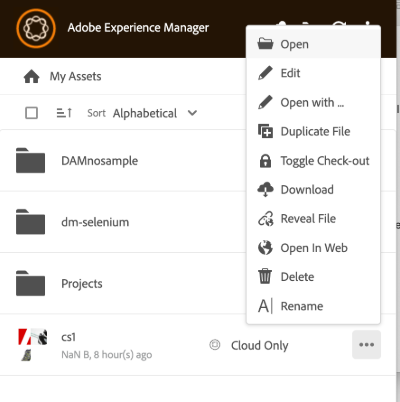 Adobe Experience Manager
My Assets
Sort Alphabetical
DAMnosample
dm-selenium
Projects
cs1
NaN B, 8 hour(s) ago
Cloud Only
Open
Edit
Open with ...
Duplicate File
Toggle Check-out
Download
Reveal File
Open In Web
Delete
Rename